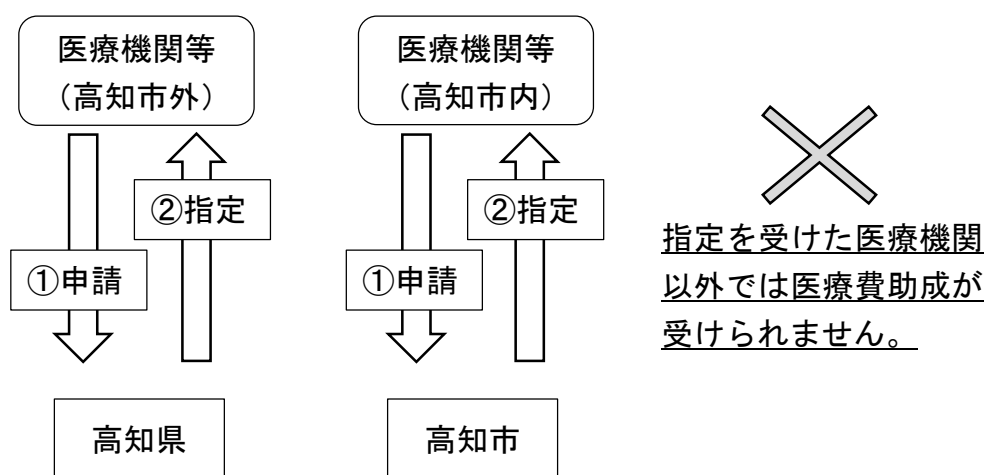 医療機関等
(高知市外)
②指定
①申請
高知県
医療機関等
(高知市内)
②指定
①申請
高知市
指定を受けた医療機関
以外では医療費助成が
受けられません。